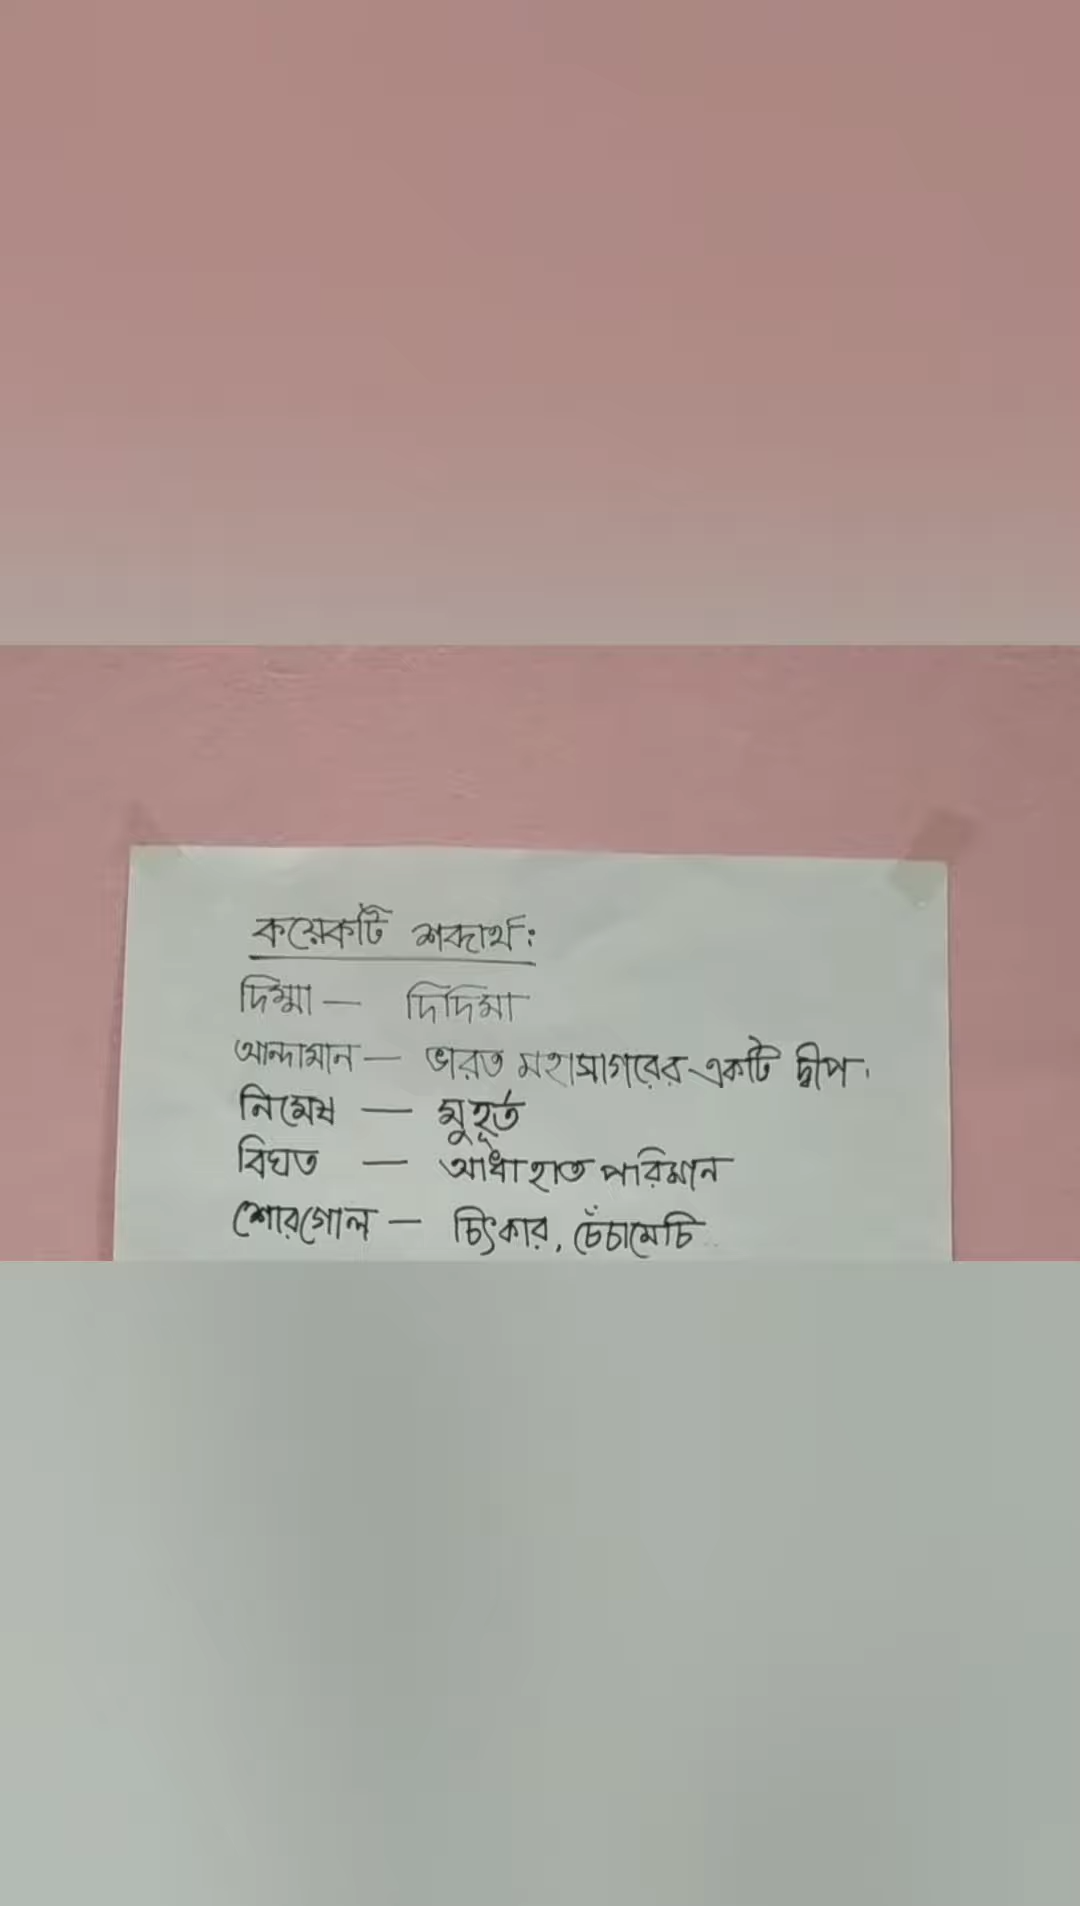 কয়েকটি শব্দার্থ:
দিম্মা — দিদিমা
আন্দামান — ভারত মহাসাগরের একটি দ্বীপ।
নিমেষ — মুহূর্ত
বিঘত — আধা হাত পরিমান
শোরগোল — চিৎকার, চেঁচামেচি